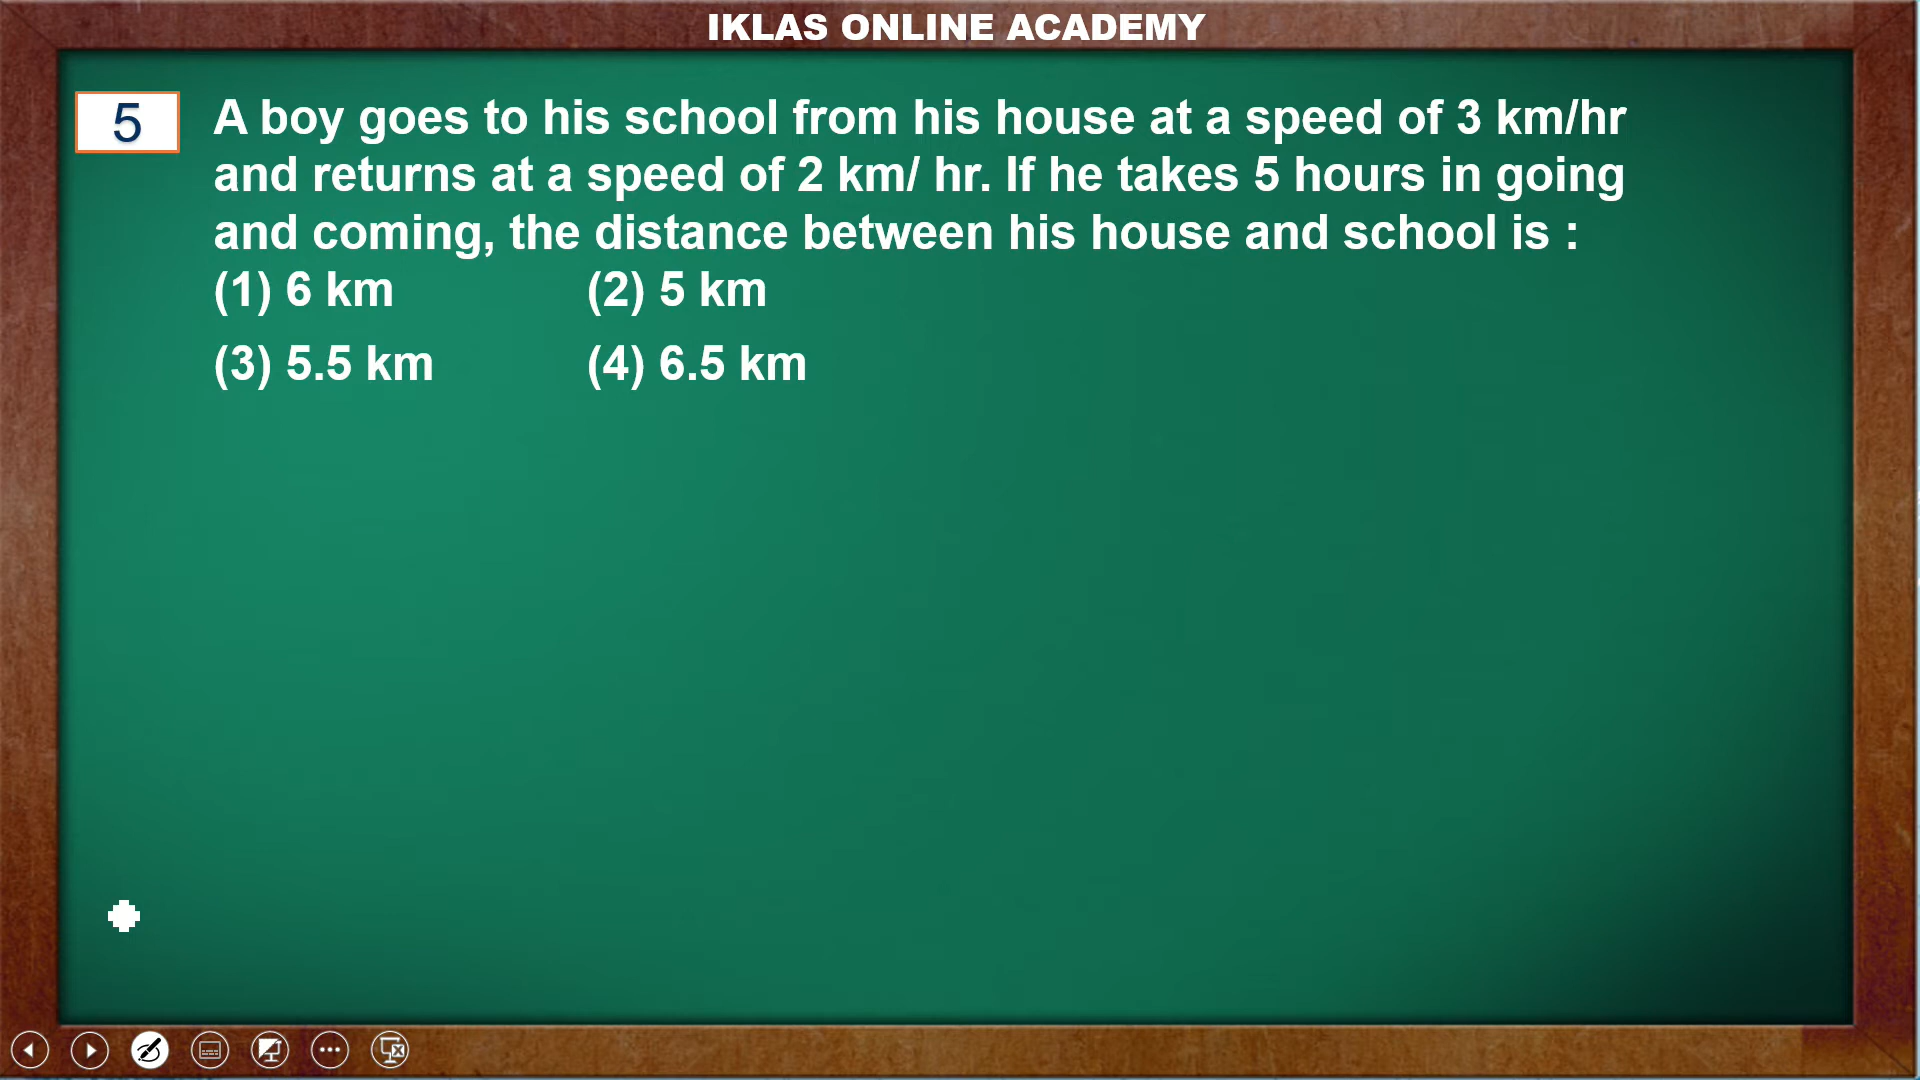 IKLAS ONLINE ACADEMY
5
A boy goes to his school from his house at a speed of 3 km/hr
and returns at a speed of 2 km/ hr. If he takes 5 hours in going
and coming, the distance between his house and school is :
(1) 6 km (2) 5 km
(3) 5.5 km (4) 6.5 km